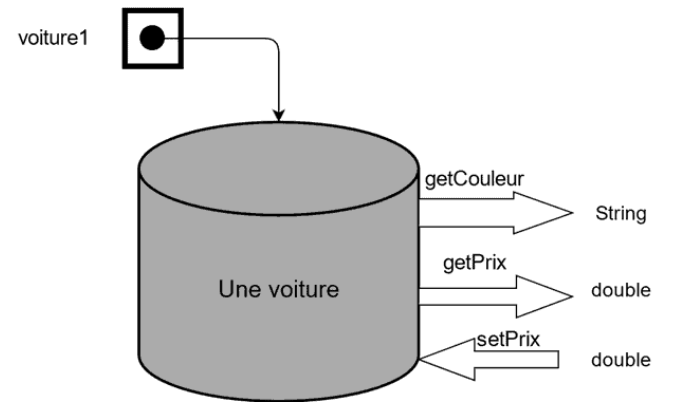 voiture1
getCouleur
String
Une voiture
getPrix
double
setPrix
double